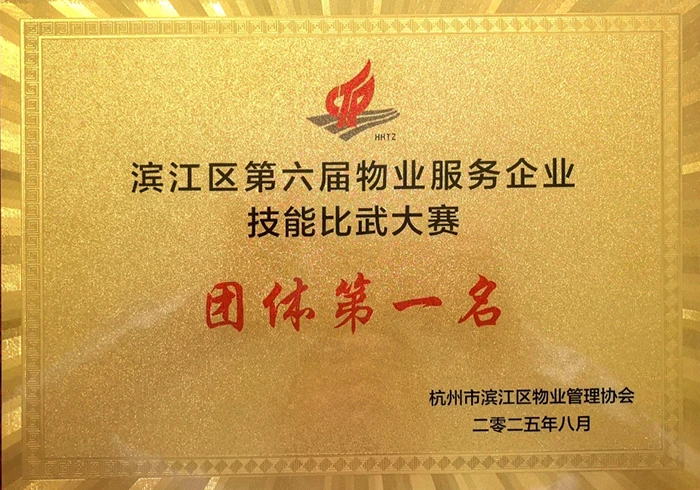 HHTZ
滨江区第六届物业服务企业
技能比武大赛
团体第一名
杭州市滨江区物业管理协会
二零二五年八月